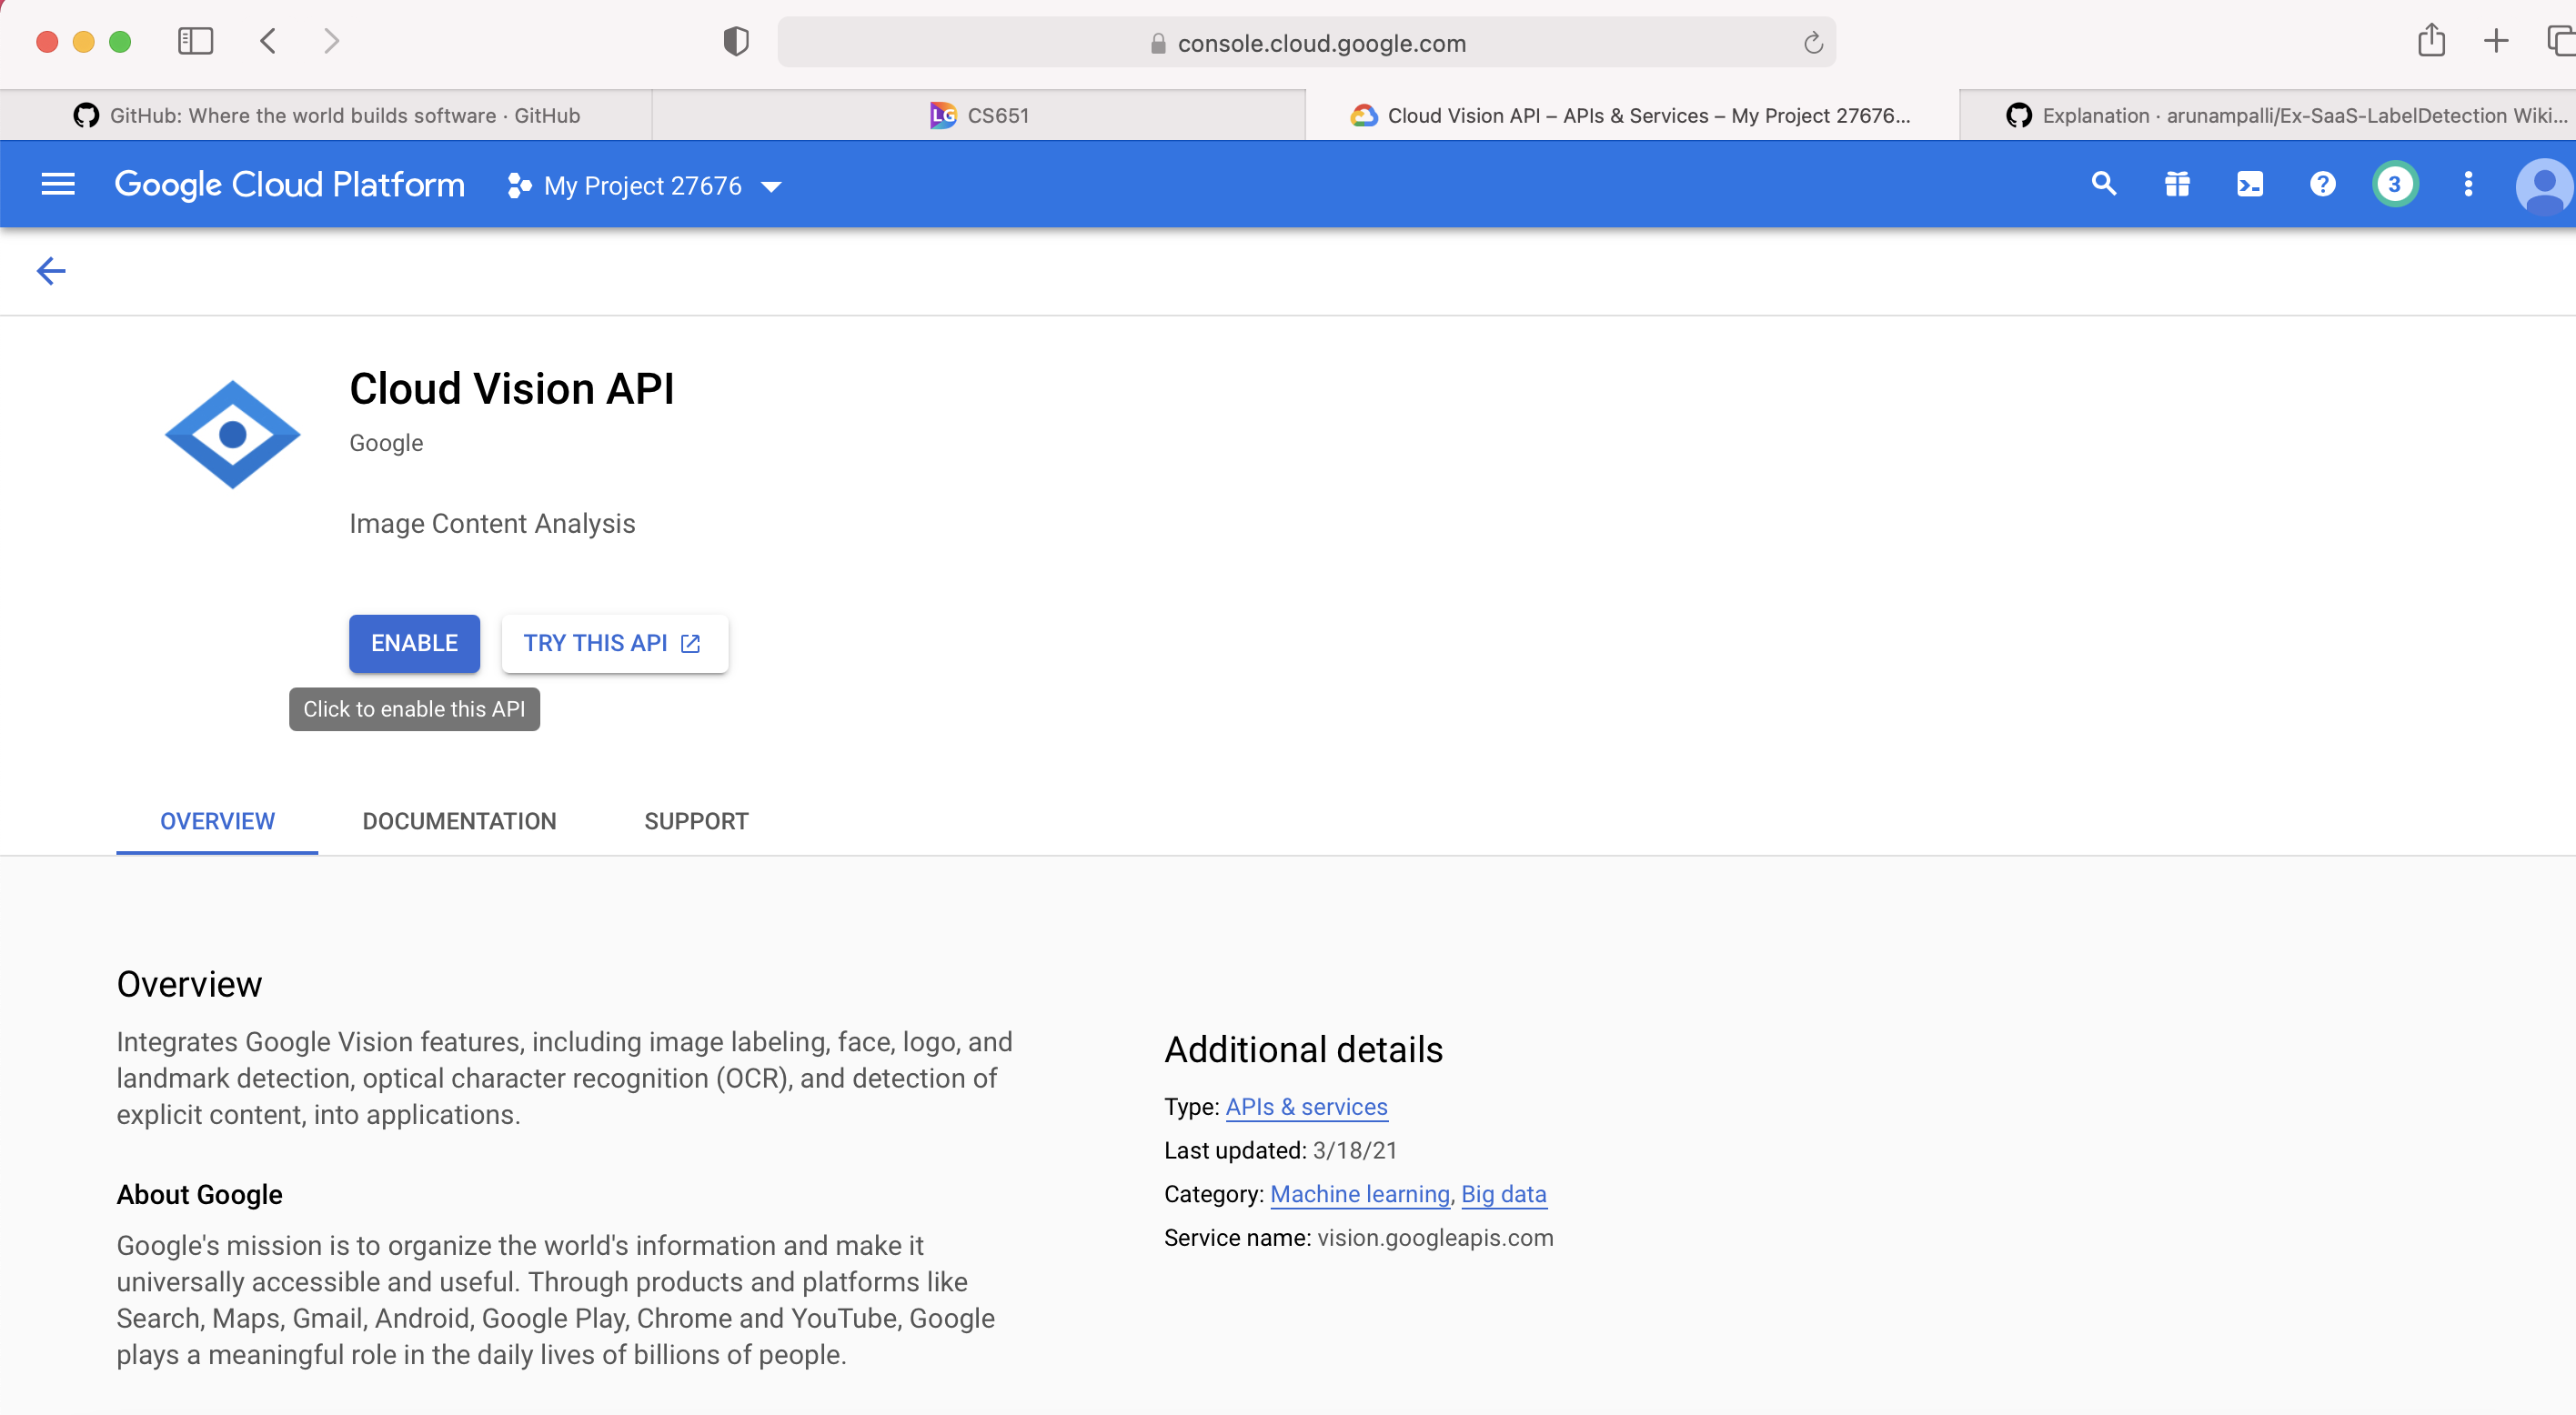 console.cloud.google.com
GitHub: Where the world builds software · GitHub
LG CS651
Cloud Vision API – APIs & Services – My Project 27676...
Explanation · arunampalli/Ex-SaaS-LabelDetection Wiki...
Google Cloud Platform
My Project 27676
?
3
Cloud Vision API
Google
Image Content Analysis
ENABLE
TRY THIS API
Click to enable this API
OVERVIEW
DOCUMENTATION
SUPPORT
Overview
Integrates Google Vision features, including image labeling, face, logo, and
landmark detection, optical character recognition (OCR), and detection of
explicit content, into applications.
About Google
Google's mission is to organize the world's information and make it
universally accessible and useful. Through products and platforms like
Search, Maps, Gmail, Android, Google Play, Chrome and YouTube, Google
plays a meaningful role in the daily lives of billions of people.
Additional details
Type: APIs & services
Last updated: 3/18/21
Category: Machine learning, Big data
Service name: vision.googleapis.com